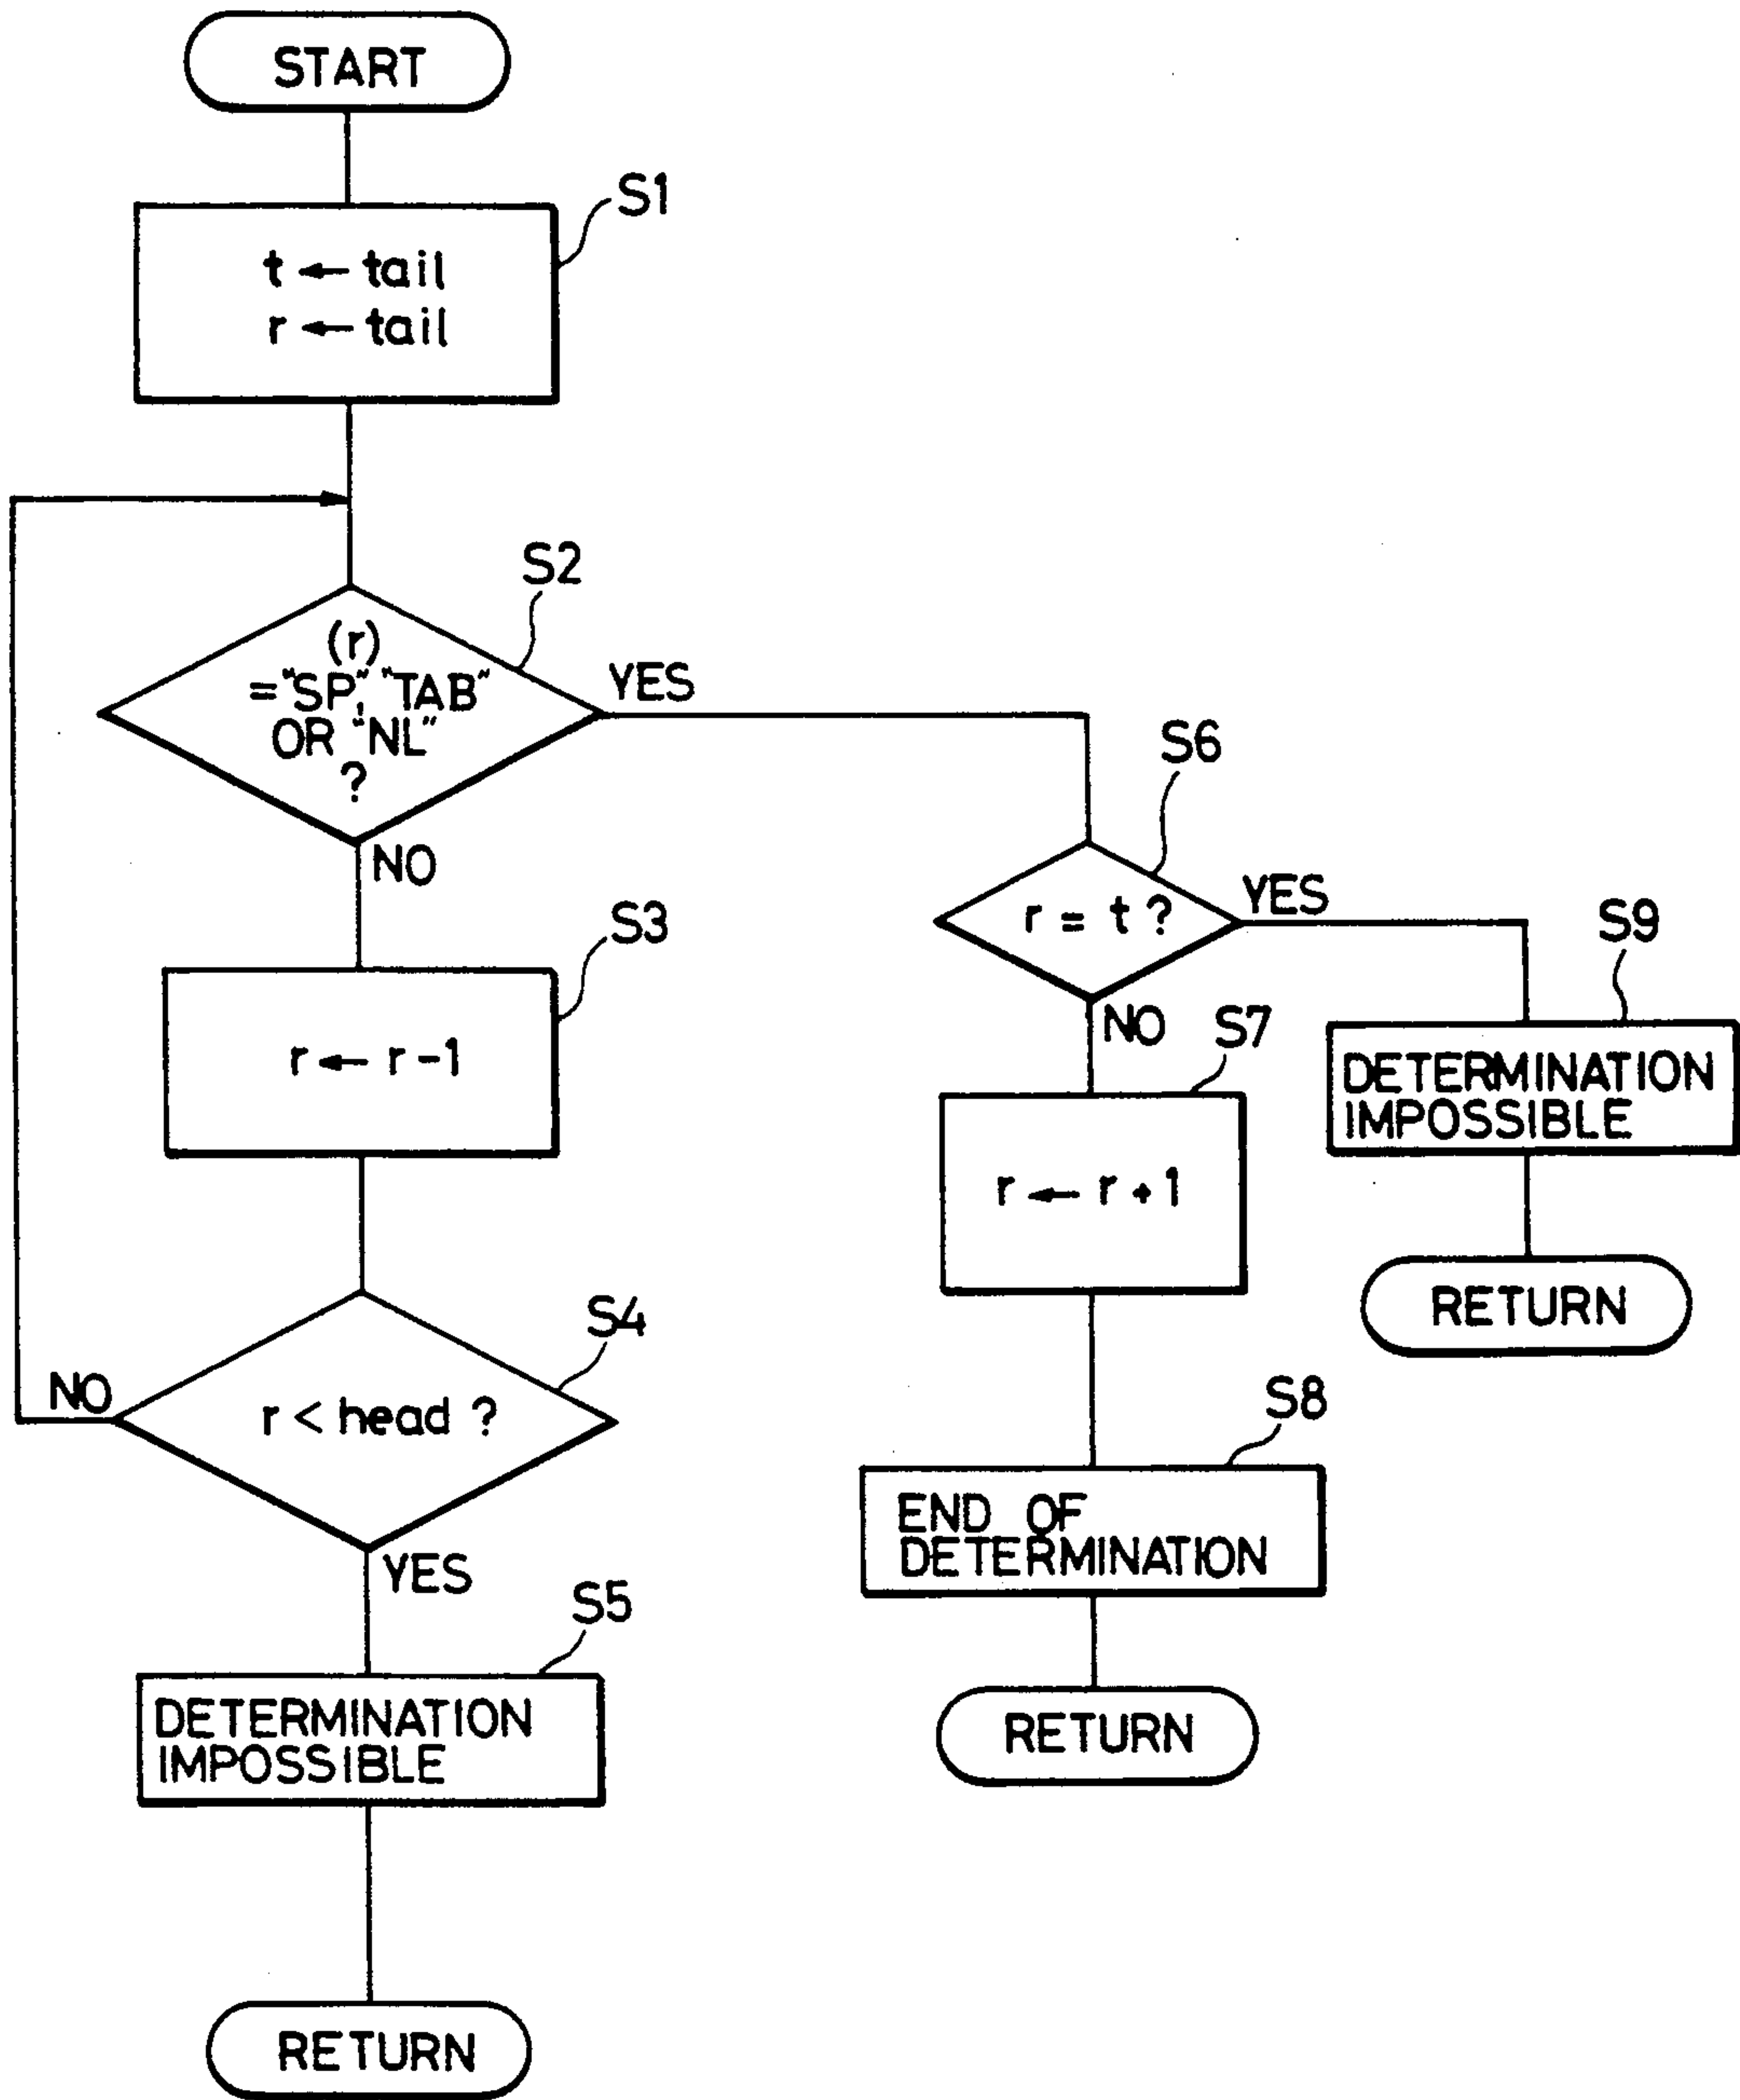 START
S1
t ← tail
r ← tail
S2
(r)
="SP", "TAB"
OR "NL"
?
YES
NO
S3
r ← r-1
S4
r < head ?
NO
YES
S5
DETERMINATION
IMPOSSIBLE
RETURN
S6
r = t ?
YES
NO
S7
r ← r+1
S8
END OF
DETERMINATION
RETURN
S9
DETERMINATION
IMPOSSIBLE
RETURN